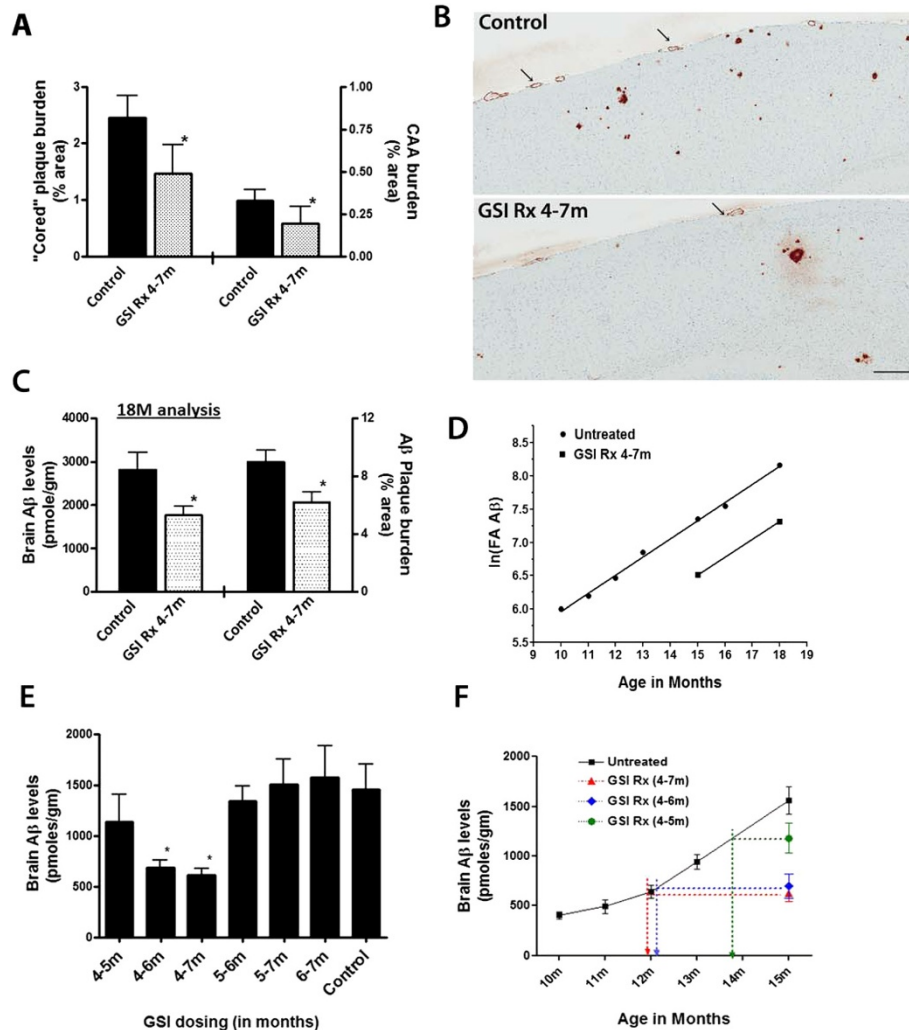 A
"Cored" plaque burden
(% area)
3
2
1
0
CAA burden
(% area)
1.00
0.75
0.50
0.25
0.00
*
*
Control
GSI Rx 4-7m
Control
GSI Rx 4-7m
B
Control
GSI Rx 4-7m
C
18M analysis
Brain Aβ levels
(pmole/gm)
4000
3000
2000
1000
0
Aβ Plaque burden
(% area)
12
8
6
0
*
*
Control
GSI Rx 4-7m
Control
GSI Rx 4-7m
D
Untreated
GSI Rx 4-7m
ln(FA Aβ)
8.5
8.0
7.5
7.0
6.5
6.0
5.5
9 10 11 12 13 14 15 16 17 18 19
Age in Months
E
Brain Aβ levels
(pmoles/gm)
2000
1500
1000
500
0
*
*
4-5m
4-6m
4-7m
5-6m
5-7m
6-7m
Control
GSI dosing (in months)
F
Untreated
GSI Rx (4-7m)
GSI Rx (4-6m)
GSI Rx (4-5m)
Brain Aβ levels
(pmoles/gm)
2000
1500
1000
500
0
10m 11m 12m 13m 14m 15m
Age in Months